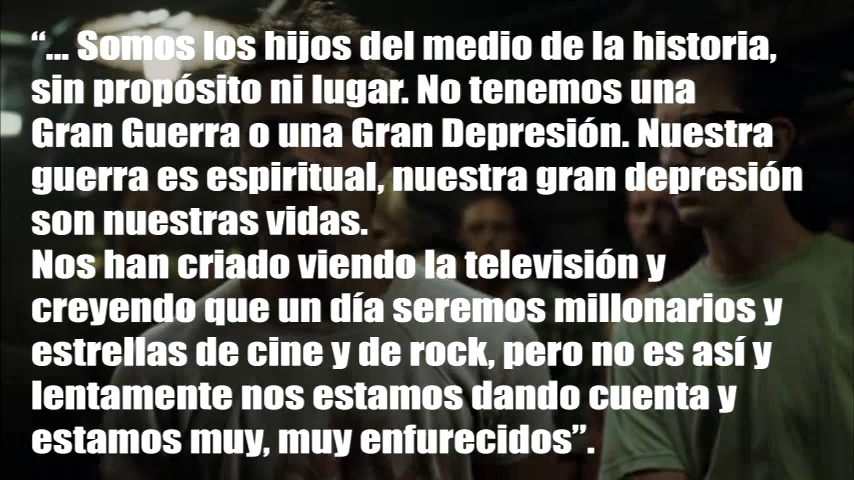 “... Somos los hijos del medio de la historia,
sin propósito ni lugar. No tenemos una
Gran Guerra o una Gran Depresión. Nuestra
guerra es espiritual, nuestra gran depresión
son nuestras vidas.
Nos han criado viendo la televisión y
creyendo que un día seremos millonarios y
estrellas de cine y de rock, pero no es así y
lentamente nos estamos dando cuenta y
estamos muy, muy enfurecidos”.